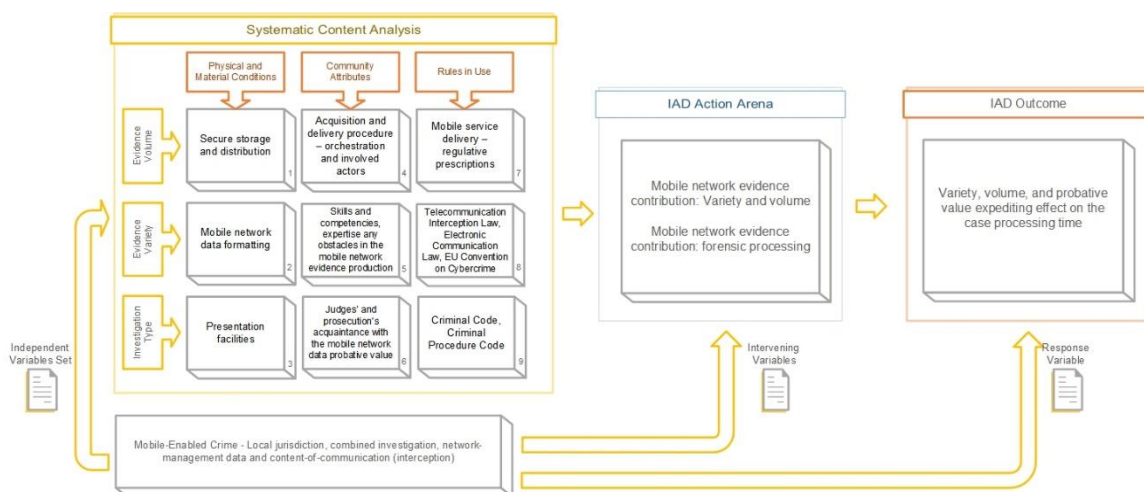 Systematic Content Analysis
Physical and
Material Conditions
Community
Attributes
Rules in Use
Evidence
Volume
Secure storage
and distribution
1
Acquisition and
delivery procedure
– orchestration
and involved
actors
4
Mobile service
delivery –
regulative
prescriptions
7
Evidence
Variety
Mobile network
data formatting
2
Skills and
competencies,
expertise any
obstacles in the
mobile network
evidence production
5
Telecommunication
Interception Law,
Electronic
Communication
Law, EU Convention
on Cybercrime
8
Investigation
Type
Presentation
facilities
3
Judges' and
prosecution's
acquaintance with
the mobile network
data probative value
6
Criminal Code,
Criminal
Procedure Code
9
IAD Action Arena
Mobile network evidence
contribution: Variety and volume
Mobile network evidence
contribution: forensic processing
IAD Outcome
Variety, volume, and probative
value expediting effect on the
case processing time
Independent
Variables Set
Intervening
Variables
Response
Variable
Mobile-Enabled Crime - Local jurisdiction, combined investigation, network-
management data and content-of-communication (interception)